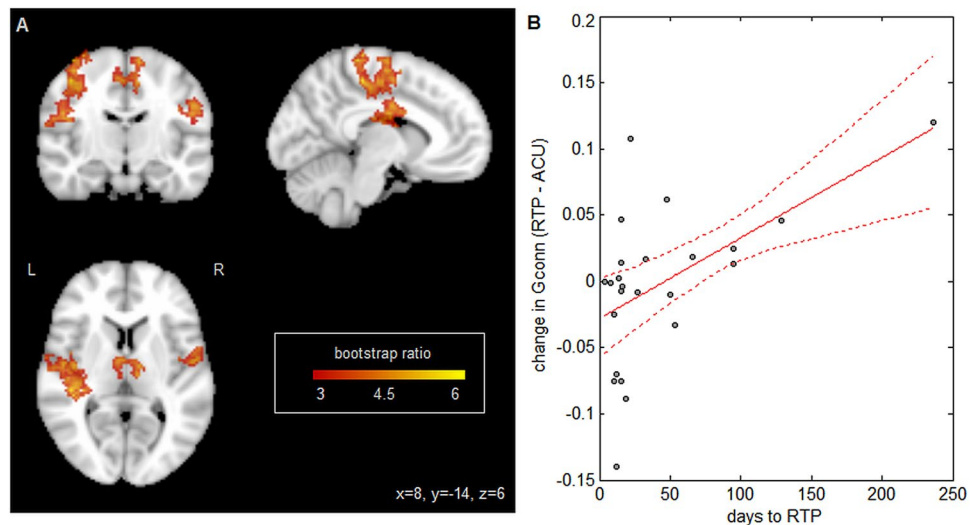 A
L
R
bootstrap ratio
3 4.5 6
x=8, y=-14, z=6
B
change in Gconn (RTP - ACU)
0.2
0.15
0.1
0.05
0
-0.05
-0.1
-0.15
0 50 100 150 200 250
days to RTP